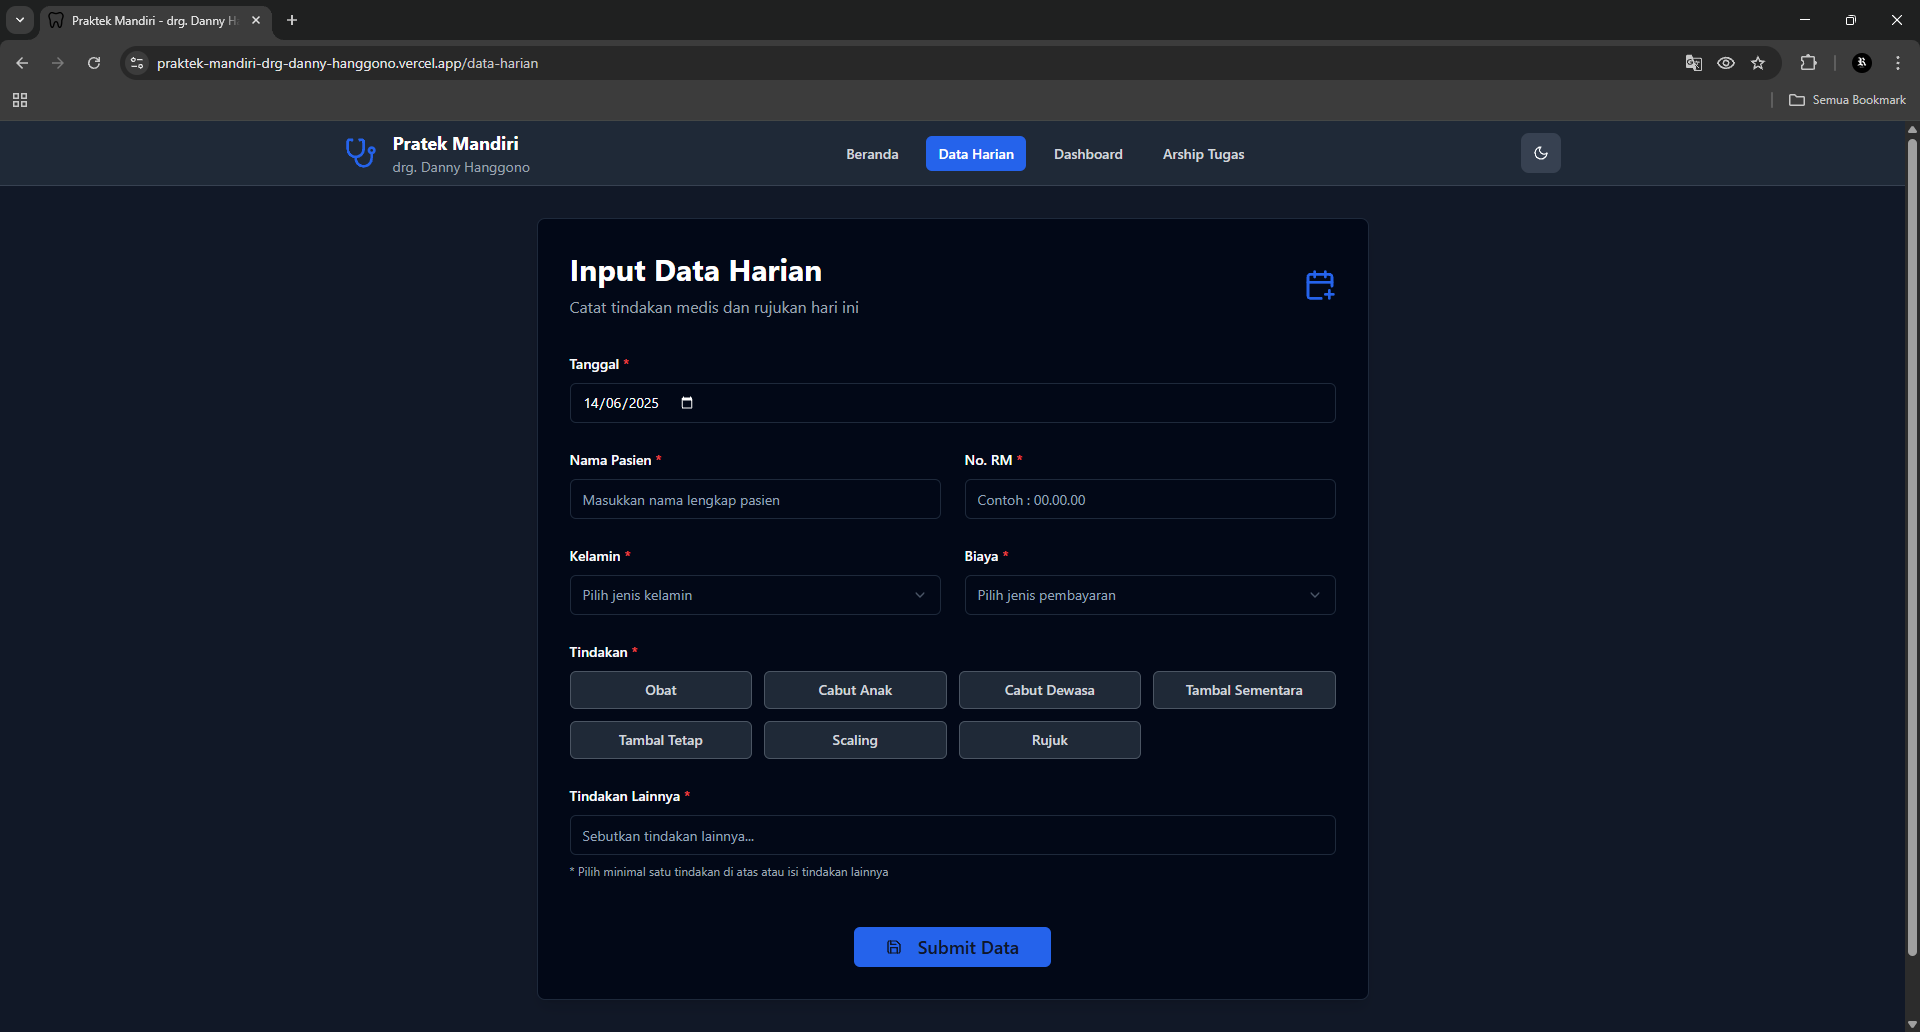 Praktek Mandiri - drg. Danny H
praktek-mandiri-drg-danny-hanggono.vercel.app/data-harian
Semua Bookmark
Pratek Mandiri
drg. Danny Hanggono
Beranda
Data Harian
Dashboard
Arship Tugas
Input Data Harian
Catat tindakan medis dan rujukan hari ini
Tanggal *
14/06/2025
Nama Pasien *
No. RM *
Masukkan nama lengkap pasien
Contoh : 00.00.00
Kelamin *
Biaya *
Pilih jenis kelamin
Pilih jenis pembayaran
Tindakan *
Obat
Cabut Anak
Cabut Dewasa
Tambal Sementara
Tambal Tetap
Scaling
Rujuk
Tindakan Lainnya *
Sebutkan tindakan lainnya...
* Pilih minimal satu tindakan di atas atau isi tindakan lainnya
Submit Data